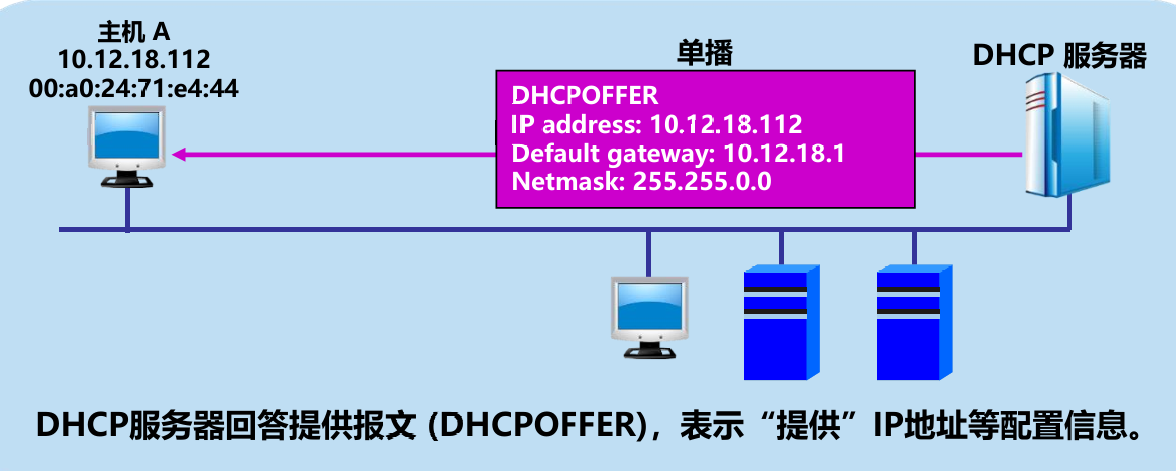 主机 A
10.12.18.112
00:a0:24:71:e4:44
单播
DHCP 服务器
DHCPOFFER
IP address: 10.12.18.112
Default gateway: 10.12.18.1
Netmask: 255.255.0.0
DHCP服务器回答提供报文 (DHCPOFFER)，表示“提供”IP地址等配置信息。